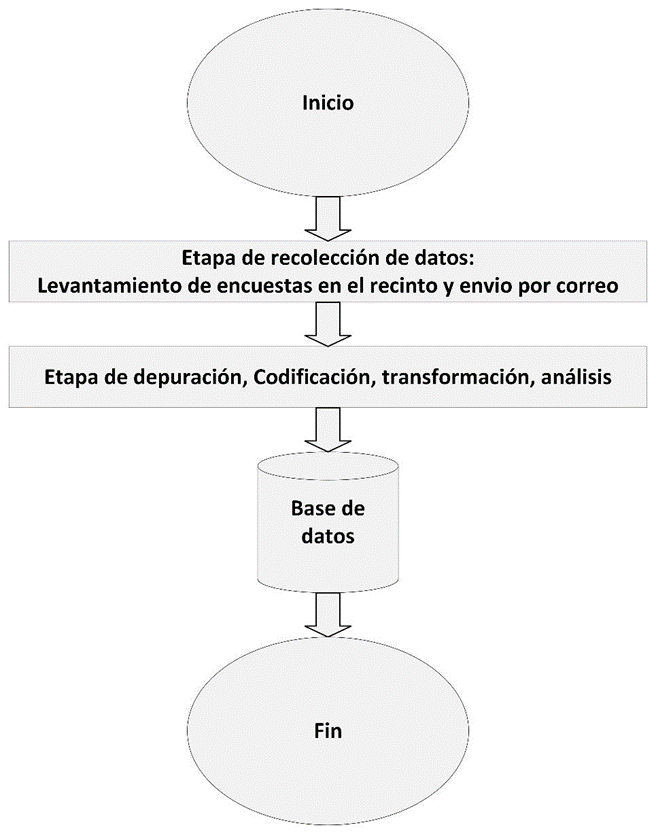 Inicio
Etapa de recolección de datos:
Levantamiento de encuestas en el recinto y envio por correo
Etapa de depuración, Codificación, transformación, análisis
Base de
datos
Fin